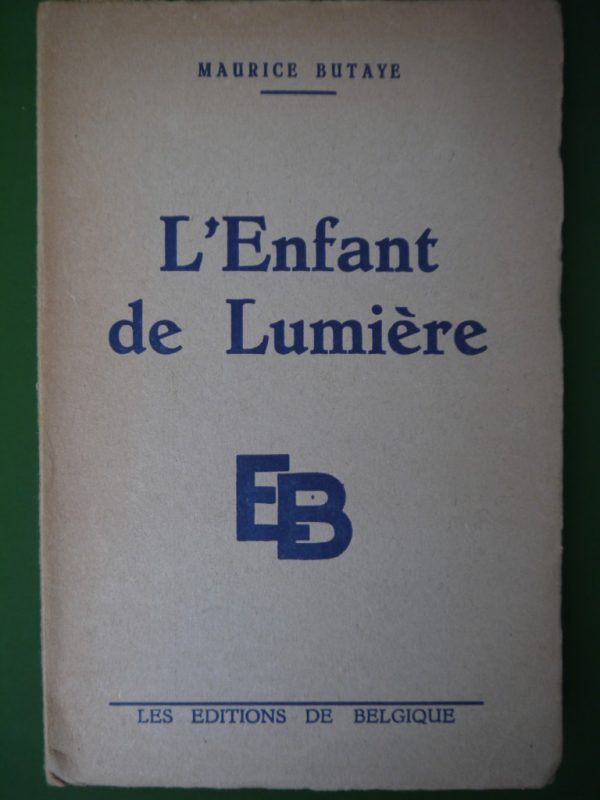 MAURICE BUTAYE
L'Enfant
de Lumière
EB
LES EDITIONS DE BELGIQUE